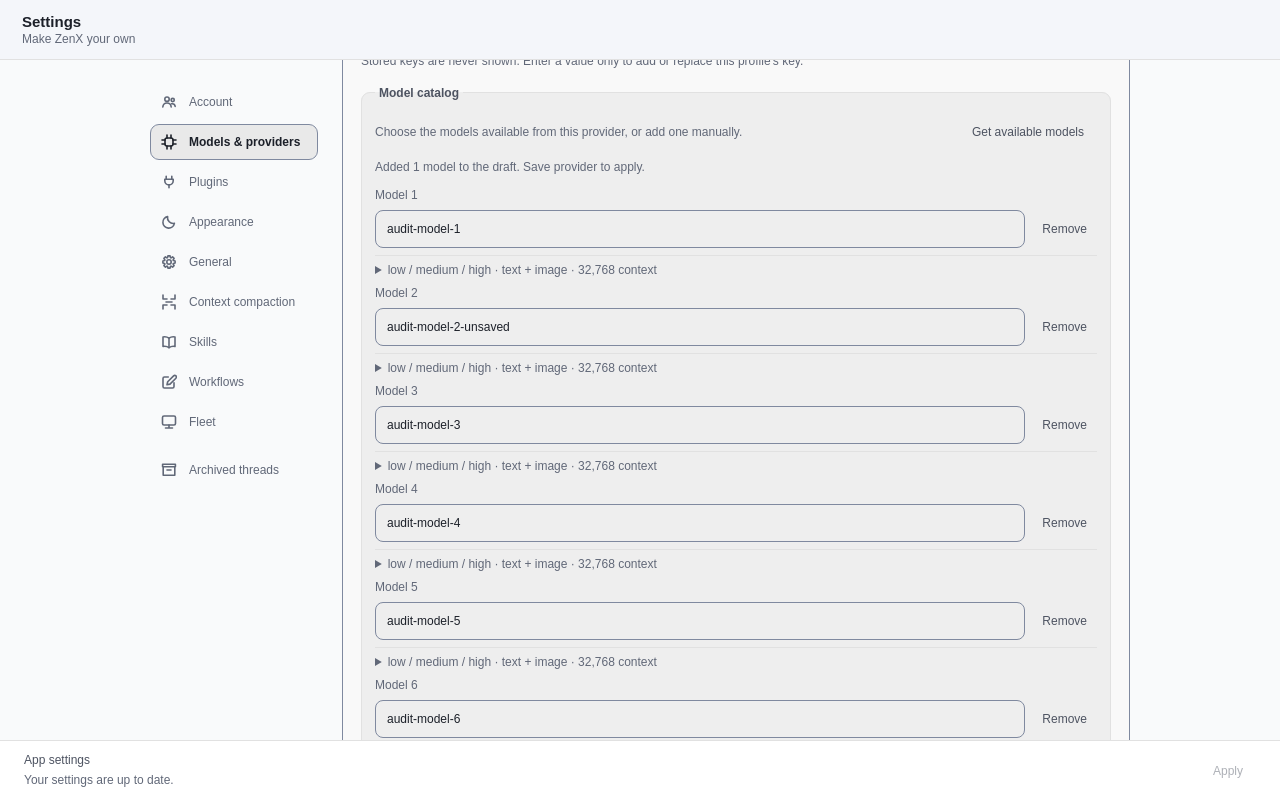 Settings
Make ZenX your own
Account
Models & providers
Plugins
Appearance
General
Context compaction
Skills
Workflows
Fleet
Archived threads
Stored keys are never shown. Enter a value only to add or replace this profile's key.
Model catalog
Choose the models available from this provider, or add one manually.
Get available models
Added 1 model to the draft. Save provider to apply.
Model 1
audit-model-1
Remove
low / medium / high · text + image · 32,768 context
Model 2
audit-model-2-unsaved
Remove
low / medium / high · text + image · 32,768 context
Model 3
audit-model-3
Remove
low / medium / high · text + image · 32,768 context
Model 4
audit-model-4
Remove
low / medium / high · text + image · 32,768 context
Model 5
audit-model-5
Remove
low / medium / high · text + image · 32,768 context
Model 6
audit-model-6
Remove
App settings
Your settings are up to date.
Apply